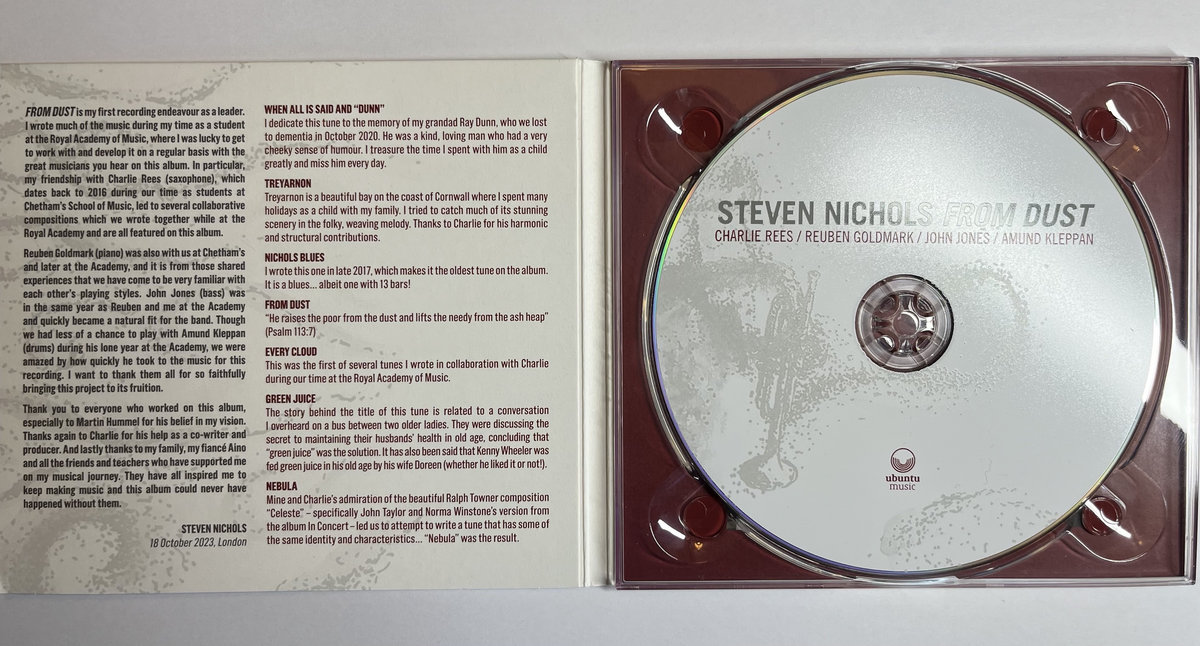 FROM DUST is my first recording endeavour as a leader.
I wrote much of the music during my time as a student
at the Royal Academy of Music, where I was lucky to get
to work with and develop it on a regular basis with the
great musicians you hear on this album. In particular,
my friendship with Charlie Rees (saxophone), which
dates back to 2016 during our time as students at
Chetham's School of Music, led to several collaborative
compositions which we wrote together while at the
Royal Academy and are all featured on this album.
Reuben Goldmark (piano) was also with us at Chetham's
and later at the Academy, and it is from those shared
experiences that we have come to be very familiar with
each other's playing styles. John Jones (bass) was
in the same year as Reuben and me at the Academy
and quickly became a natural fit for the band. Though
we had less of a chance to play with Amund Kleppan
(drums) during his lone year at the Academy, we were
amazed by how quickly he took to the music for this
recording. I want to thank them all for so faithfully
bringing this project to its fruition.
Thank you to everyone who worked on this album,
especially to Martin Hummel for his belief in my vision.
Thanks again to Charlie for his help as a co-writer and
producer. And lastly thanks to my family, my fiancé Aino
and all the friends and teachers who have supported me
on my musical journey. They have all inspired me to
keep making music and this album could never have
happened without them.
STEVEN NICHOLS
18 October 2023, London
WHEN ALL IS SAID AND "DUNN"
I dedicate this tune to the memory of my grandad Ray Dunn, who we lost
to dementia in October 2020. He was a kind, loving man who had a very
cheeky sense of humour. I treasure the time I spent with him as a child
greatly and miss him every day.
TREYARNON
Treyarnon is a beautiful bay on the coast of Cornwall where I spent many
holidays as a child with my family. I tried to catch much of its stunning
scenery in the folky, weaving melody. Thanks to Charlie for his harmonic
and structural contributions.
NICHOLS BLUES
I wrote this one in late 2017, which makes it the oldest tune on the album.
It is a blues... albeit one with 13 bars!
FROM DUST
"He raises the poor from the dust and lifts the needy from the ash heap"
(Psalm 113:7)
EVERY CLOUD
This was the first of several tunes I wrote in collaboration with Charlie
during our time at the Royal Academy of Music.
GREEN JUICE
The story behind the title of this tune is related to a conversation
I overheard on a bus between two older ladies. They were discussing the
secret to maintaining their husbands' health in old age, concluding that
"green juice" was the solution. It has also been said that Kenny Wheeler was
fed green juice in his old age by his wife Doreen (whether he liked it or not!).
NEBULA
Mine and Charlie's admiration of the beautiful Ralph Towner composition
"Celeste" – specifically John Taylor and Norma Winstone's version from
the album In Concert – led us to attempt to write a tune that has some of
the same identity and characteristics... "Nebula" was the result.
STEVEN NICHOLS FROM DUST
CHARLIE REES / REUBEN GOLDMARK / JOHN JONES / AMUND KLEPPAN
ubuntu
music